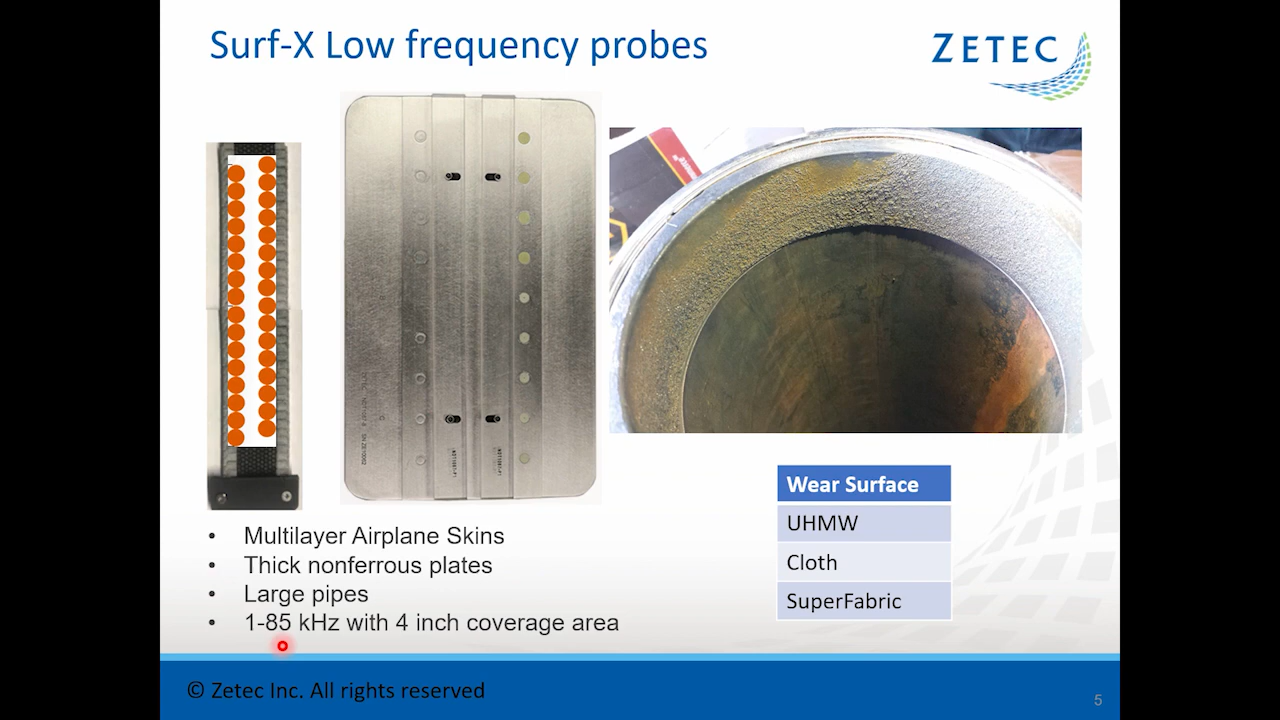 Surf-X Low frequency probes
ZETEC
• Multilayer Airplane Skins
• Thick nonferrous plates
• Large pipes
• 1-85 kHz with 4 inch coverage area
Wear Surface
UHMW
Cloth
SuperFabric
© Zetec Inc. All rights reserved
5